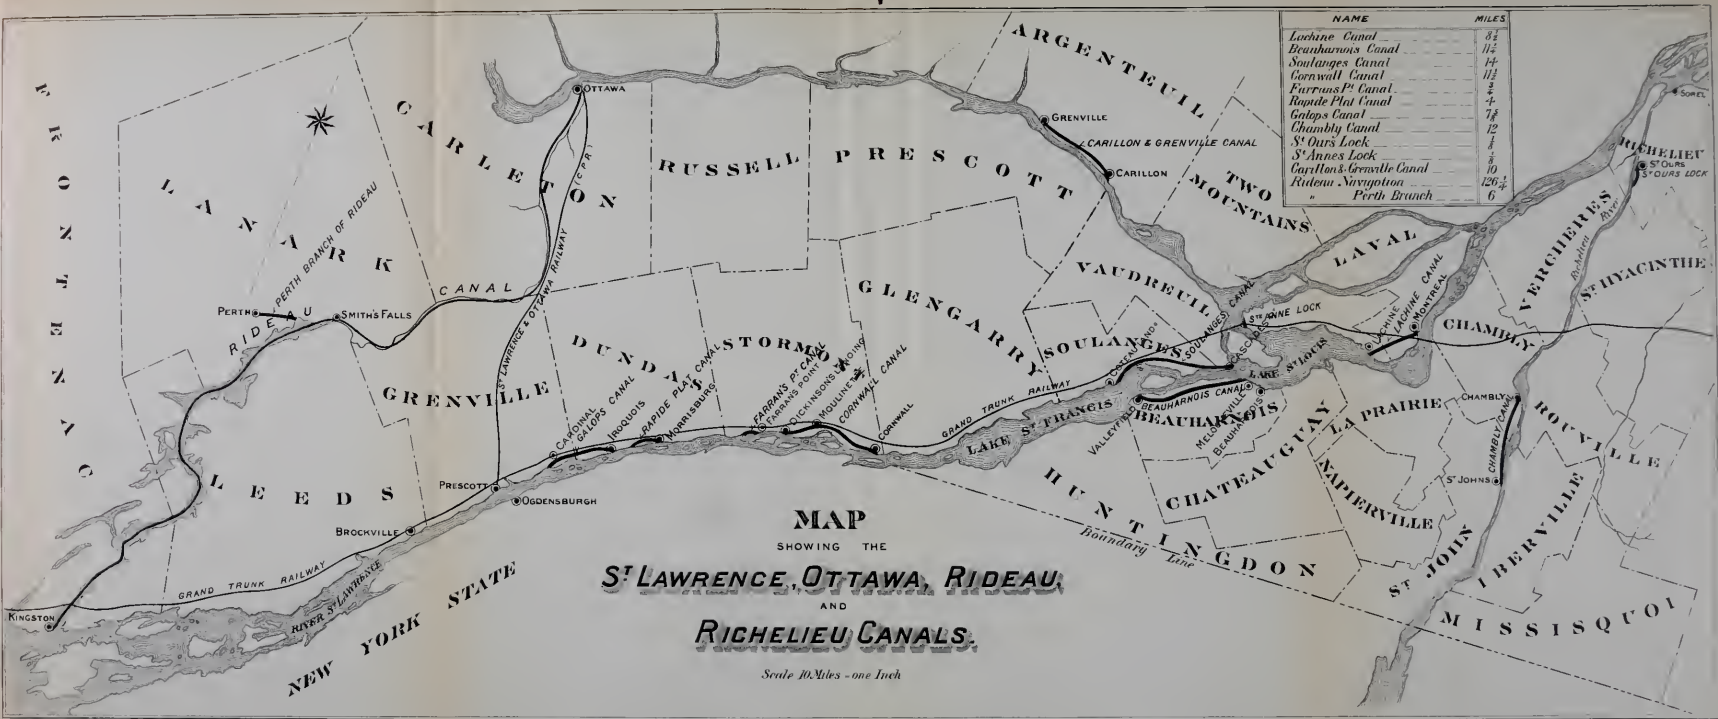 MAP
SHOWING THE
ST LAWRENCE, OTTAWA, RIDEAU,
AND
RICHELIEU CANALS.
Scale 10 Miles - one Inch
NAME MILES
Lachine Canal 8½
Beauharnois Canal 11¼
Soulanges Canal 14
Cornwall Canal 11½
Farrans Pt Canal ¾
Rapide Plat Canal 4
Galops Canal 7⅝
Chambly Canal 12
St Ours Lock ⅛
St Annes Lock ⅛
Carillon & Grenville Canal 10
Rideau Navigation 126¼
" Perth Branch 6
FRONTENAC
LANARK
CARLETON
RUSSELL
PRESCOTT
ARGENTEUIL
TWO
MOUNTAINS
LAVAL
VERCHERES
RICHELIEU
ST HYACINTHE
VAUDREUIL
GLENGARRY
SOULANGES
STORMONT
DUNDAS
GRENVILLE
LEEDS
CHAMBLY
LA PRAIRIE
ROUVILLE
BEAUHARNOIS
CHATEAUGUAY
NAPIERVILLE
HUNTINGDON
ST JOHN
IBERVILLE
MISSISQUOI
NEW YORK STATE
Boundary Line
OTTAWA
(C.P.R.)
ST LAWRENCE & OTTAWA RAILWAY
GRENVILLE
CARILLON & GRENVILLE CANAL
CARILLON
SOREL
ST OURS
ST OURS LOCK
Richelieu River
PERTH
PERTH BRANCH OF RIDEAU
SMITH'S FALLS
RIDEAU CANAL
KINGSTON
GRAND TRUNK RAILWAY
BROCKVILLE
PRESCOTT
OGDENSBURGH
RIVER ST LAWRENCE
CARDINAL
GALOPS CANAL
IROQUOIS
RAPIDE PLAT CANAL
MORRISBURG
FARRAN'S PT CANAL
FARRANS POINT
DICKINSONS LANDING
MOULINETTE
CORNWALL CANAL
CORNWALL
GRAND TRUNK RAILWAY
LAKE ST FRANCIS
COTEAU LAND.
SOULANGES CANAL
CASCADES
STE ANNE LOCK
VALLEYFIELD
BEAUHARNOIS CANAL
MELOCHEVILLE
BEAUHARNOIS
LAKE ST LOUIS
LACHINE
LACHINE CANAL
MONTREAL
CHAMBLY
CHAMBLY CANAL
ST JOHNS